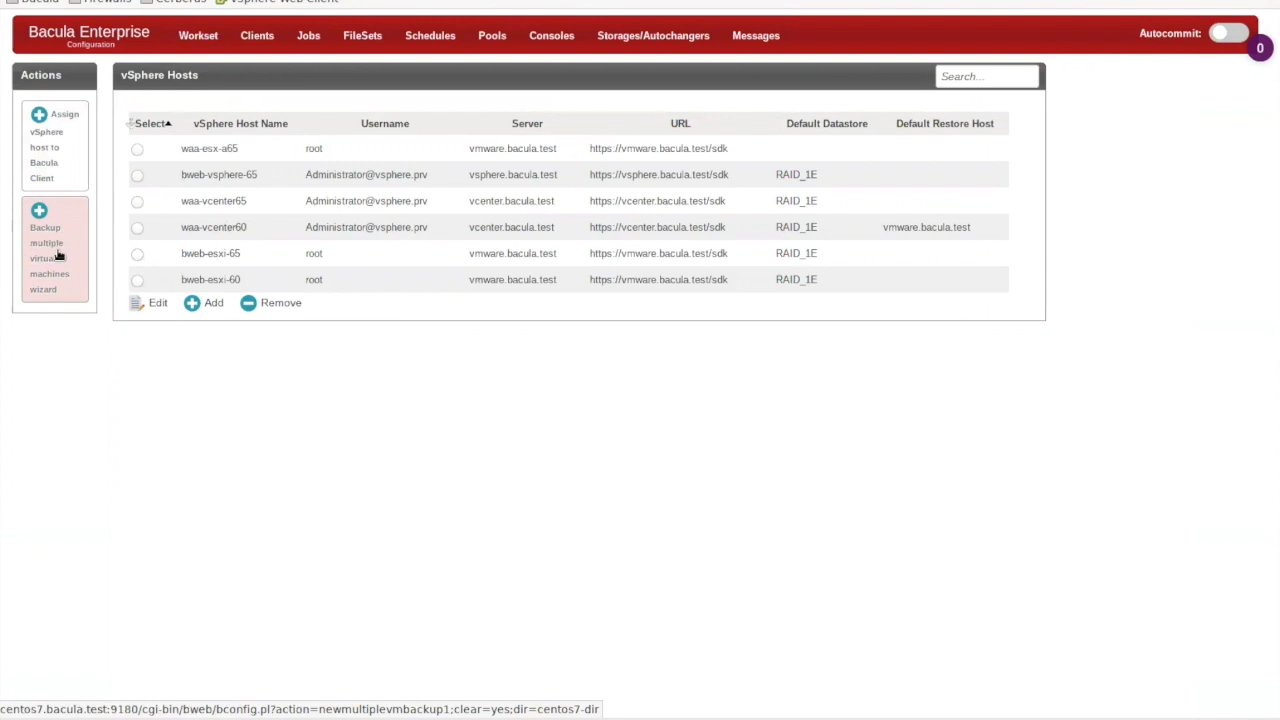 Bacula Firewalls Cerberus vSphere Web Client
Bacula Enterprise
Configuration
Workset Clients Jobs FileSets Schedules Pools Consoles Storages/Autochangers Messages
Autocommit:
0
Actions
Assign
vSphere
host to
Bacula
Client
Backup
multiple
virtual
machines
wizard
vSphere Hosts
Search...
Select vSphere Host Name Username Server URL Default Datastore Default Restore Host
waa-esx-a65 root vmware.bacula.test https://vmware.bacula.test/sdk
bweb-vsphere-65 Administrator@vsphere.prv vsphere.bacula.test https://vsphere.bacula.test/sdk RAID_1E
waa-vcenter65 Administrator@vsphere.prv vcenter.bacula.test https://vcenter.bacula.test/sdk RAID_1E
waa-vcenter60 Administrator@vsphere.prv vcenter.bacula.test https://vcenter.bacula.test/sdk RAID_1E vmware.bacula.test
bweb-esxi-65 root vmware.bacula.test https://vmware.bacula.test/sdk RAID_1E
bweb-esxi-60 root vmware.bacula.test https://vmware.bacula.test/sdk RAID_1E
Edit Add Remove
centos7.bacula.test:9180/cgi-bin/bweb/bconfig.pl?action=newmultiplevmbackup1;clear=yes;dir=centos7-dir